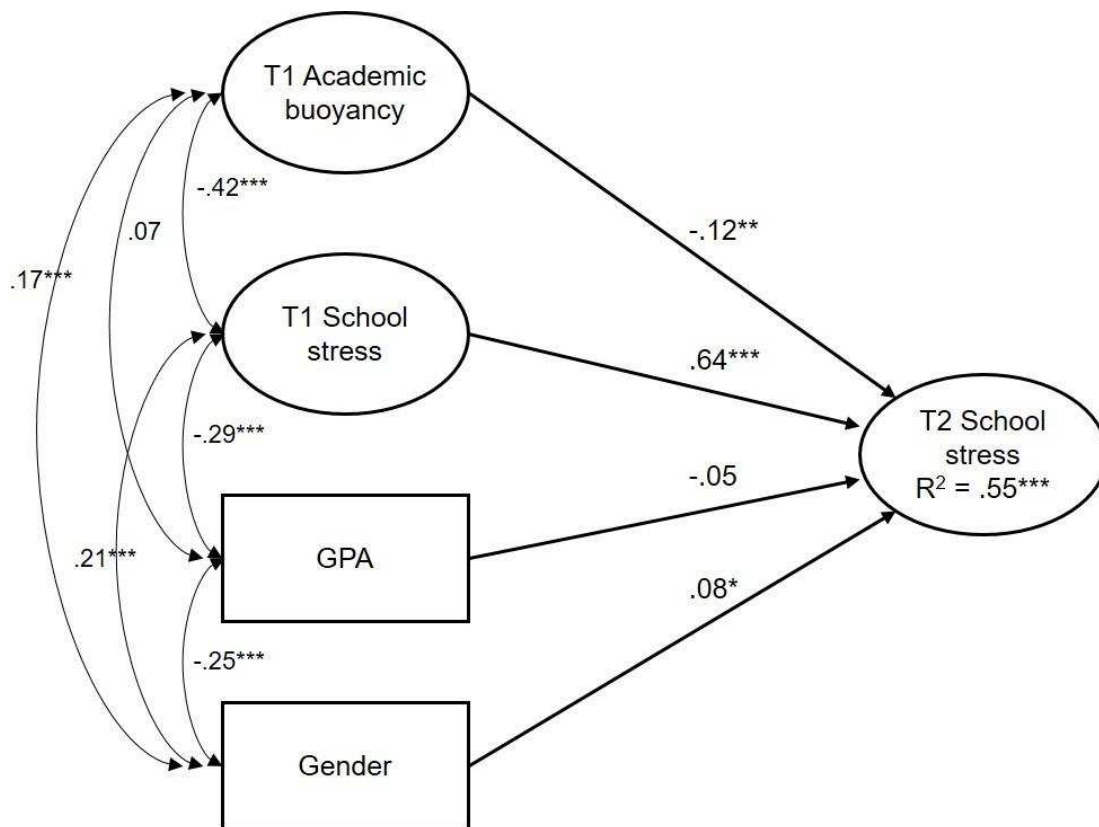 T1 Academic
buoyancy
-.42***
.07
.17***
-.12**
T1 School
stress
.64***
T2 School
stress
R² = .55***
-.29***
-.05
GPA
.21***
.08*
-.25***
Gender